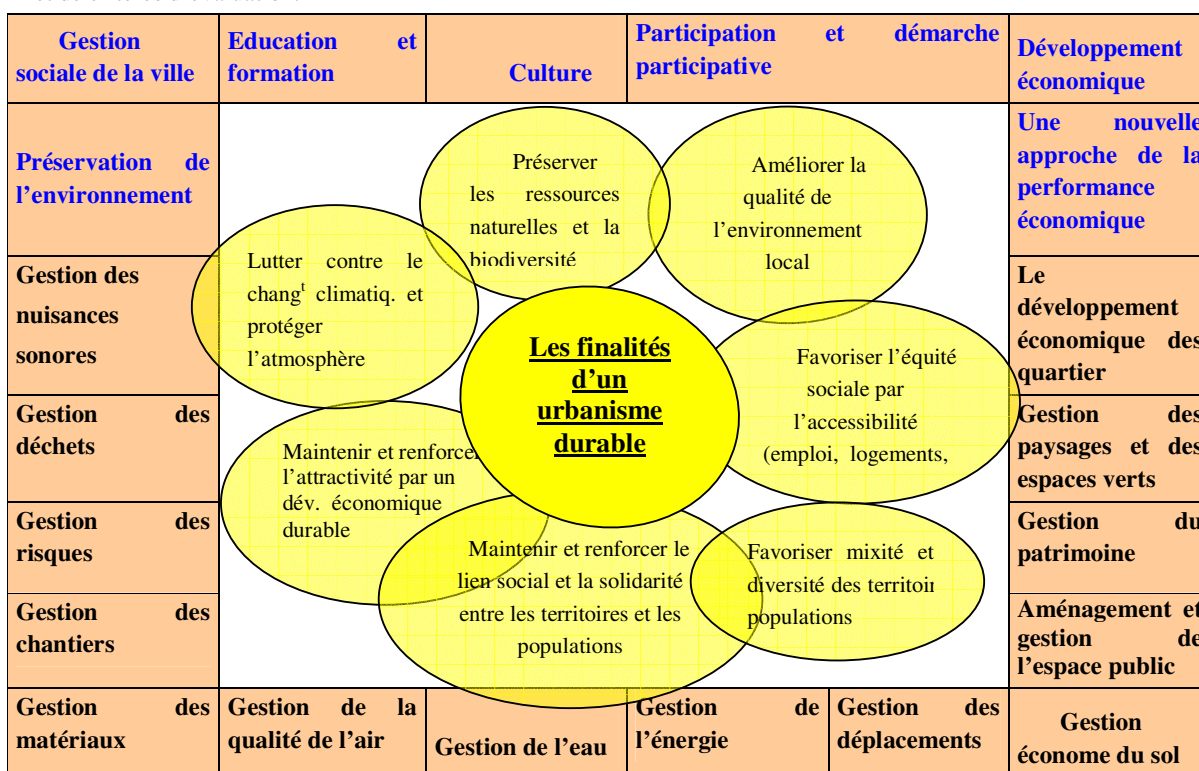 Gestion
sociale de la ville
Education et
formation
Culture
Participation et démarche
participative
Développement
économique
Préservation de
l'environnement
Une nouvelle
approche de la
performance
économique
Préserver
les ressources
naturelles et la
biodiversité
Améliorer la
qualité de
l'environnement
local
Lutter contre le
chang^t climatiq. et
protéger
l'atmosphère
Gestion des
nuisances
sonores
Le
développement
économique des
quartier
Les finalités
d'un
urbanisme
durable
Favoriser l'équité
sociale par
l'accessibilité
(emploi, logements,
Gestion des
déchets
Gestion des
paysages et des
espaces verts
Maintenir et renforcer
l'attractivité par un
dév. économique
durable
Gestion des
risques
Gestion du
patrimoine
Maintenir et renforcer le
lien social et la solidarité
entre les territoires et les
populations
Favoriser mixité et
diversité des territoir
populations
Gestion des
chantiers
Aménagement et
gestion de
l'espace public
Gestion des
matériaux
Gestion de la
qualité de l'air
Gestion de l'eau
Gestion de
l'énergie
Gestion des
déplacements
Gestion
économe du sol